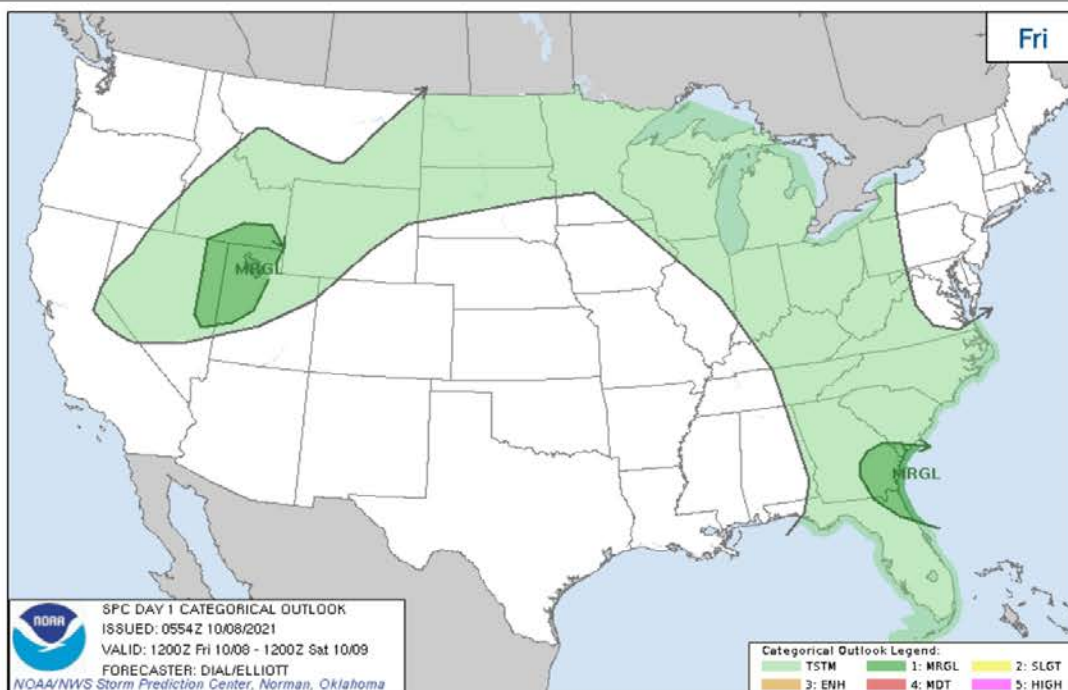 Fri
MRGL
MRGL
NOAA
SPC DAY 1 CATEGORICAL OUTLOOK
ISSUED: 0554Z 10/08/2021
VALID: 1200Z Fri 10/08 - 1200Z Sat 10/09
FORECASTER: DIAL/ELLIOTT
NOAA/NWS Storm Prediction Center, Norman, Oklahoma
Categorical Outlook Legend:
TSTM 1: MRGL 2: SLGT
3: ENH 4: MDT 5: HIGH